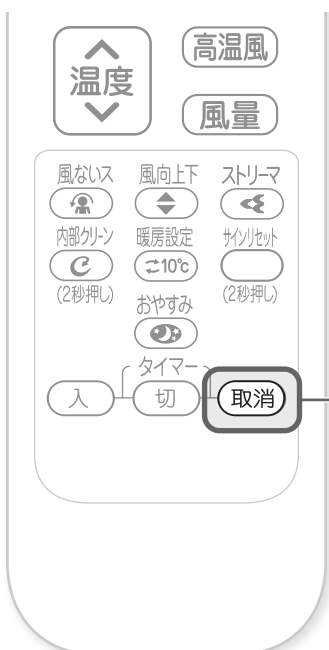 温度
高温風
風量
風ないス 風向上下 ストリーマ
内部クリーン 暖房設定 サインリセット
10℃
(2秒押し) おやすみ (2秒押し)
タイマー
入 切 取消